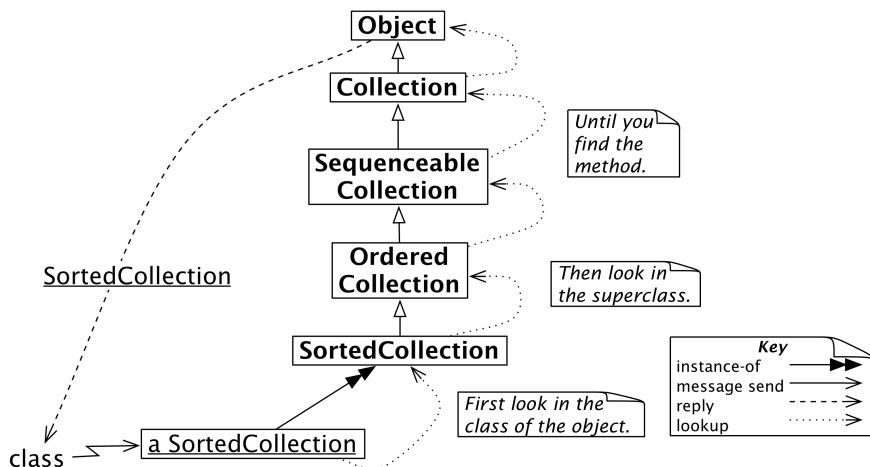 Object
Collection
Until you
find the
method.
Sequenceable
Collection
Ordered
Collection
SortedCollection
Then look in
the superclass.
SortedCollection
Key
instance-of
message send
reply
lookup
First look in the
class of the object.
class
a SortedCollection